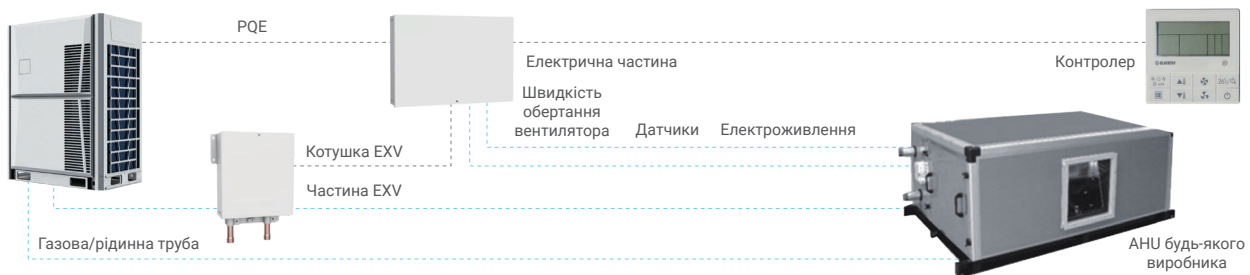 PQE
Електрична частина
Контролер
Швидкість
обертання
вентилятора
Датчики
Електроживлення
Котушка EXV
Частина EXV
Газова/рідинна труба
AHU будь-якого
виробника